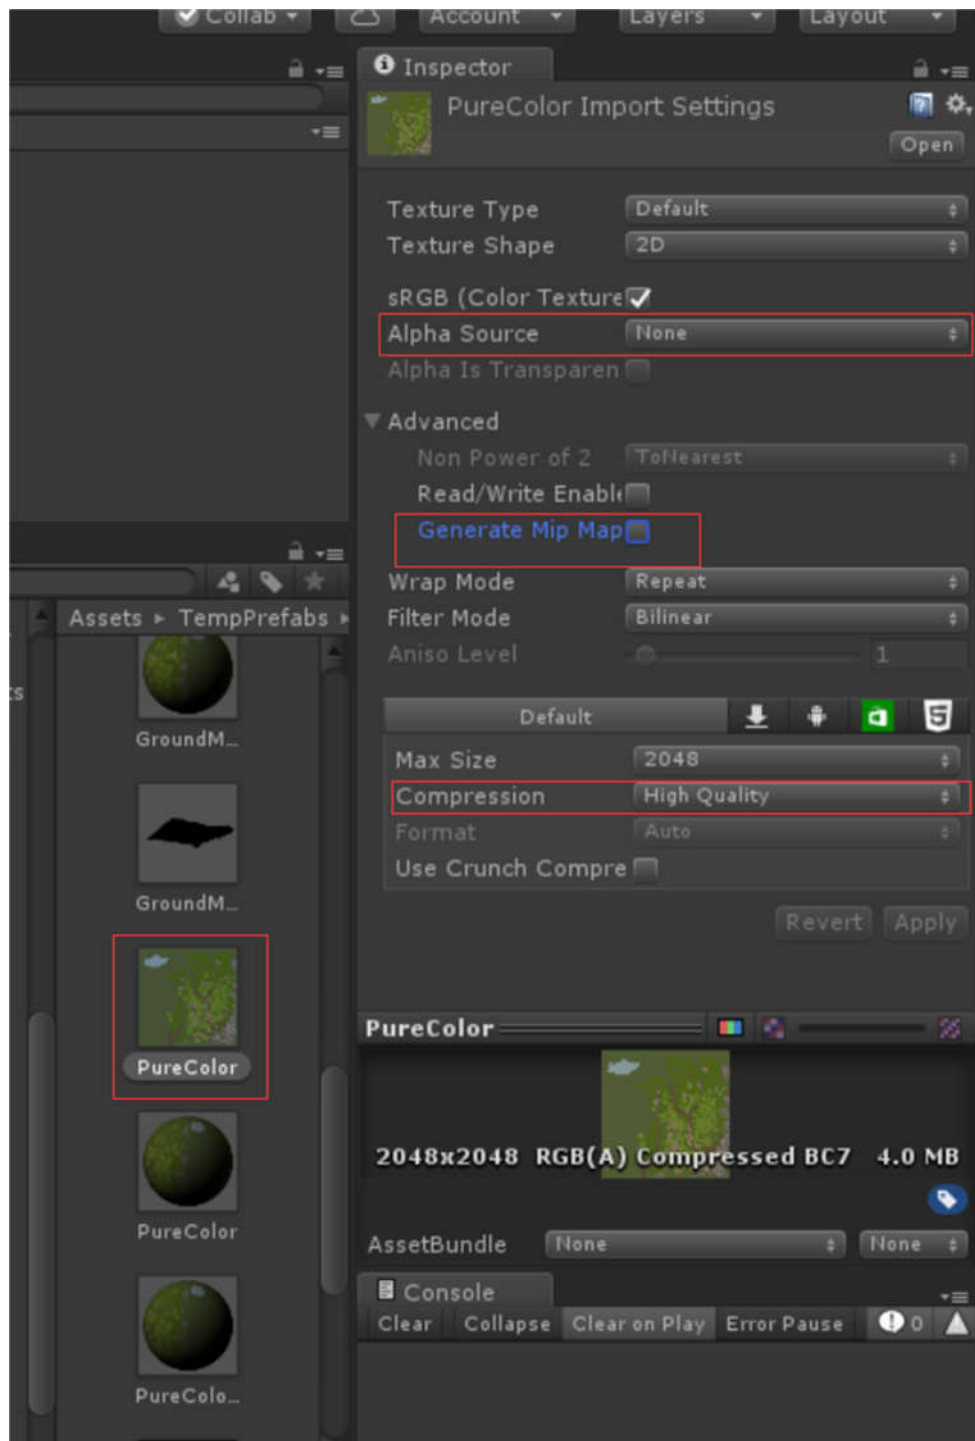 Collab Account Layers Layout
Inspector
PureColor Import Settings
Open
Texture Type Default
Texture Shape 2D
sRGB (Color Texture
Alpha Source None
Alpha Is Transparen
Advanced
Non Power of 2 ToNearest
Read/Write Enable
Generate Mip Map
Wrap Mode Repeat
Filter Mode Bilinear
Aniso Level 1
Default
Max Size 2048
Compression High Quality
Format Auto
Use Crunch Compre
Revert Apply
PureColor
2048x2048 RGB(A) Compressed BC7 4.0 MB
AssetBundle None None
Console
Clear Collapse Clear on Play Error Pause 0
Assets ▸ TempPrefabs ▸
ts
GroundM...
GroundM...
PureColor
PureColor
PureColo...